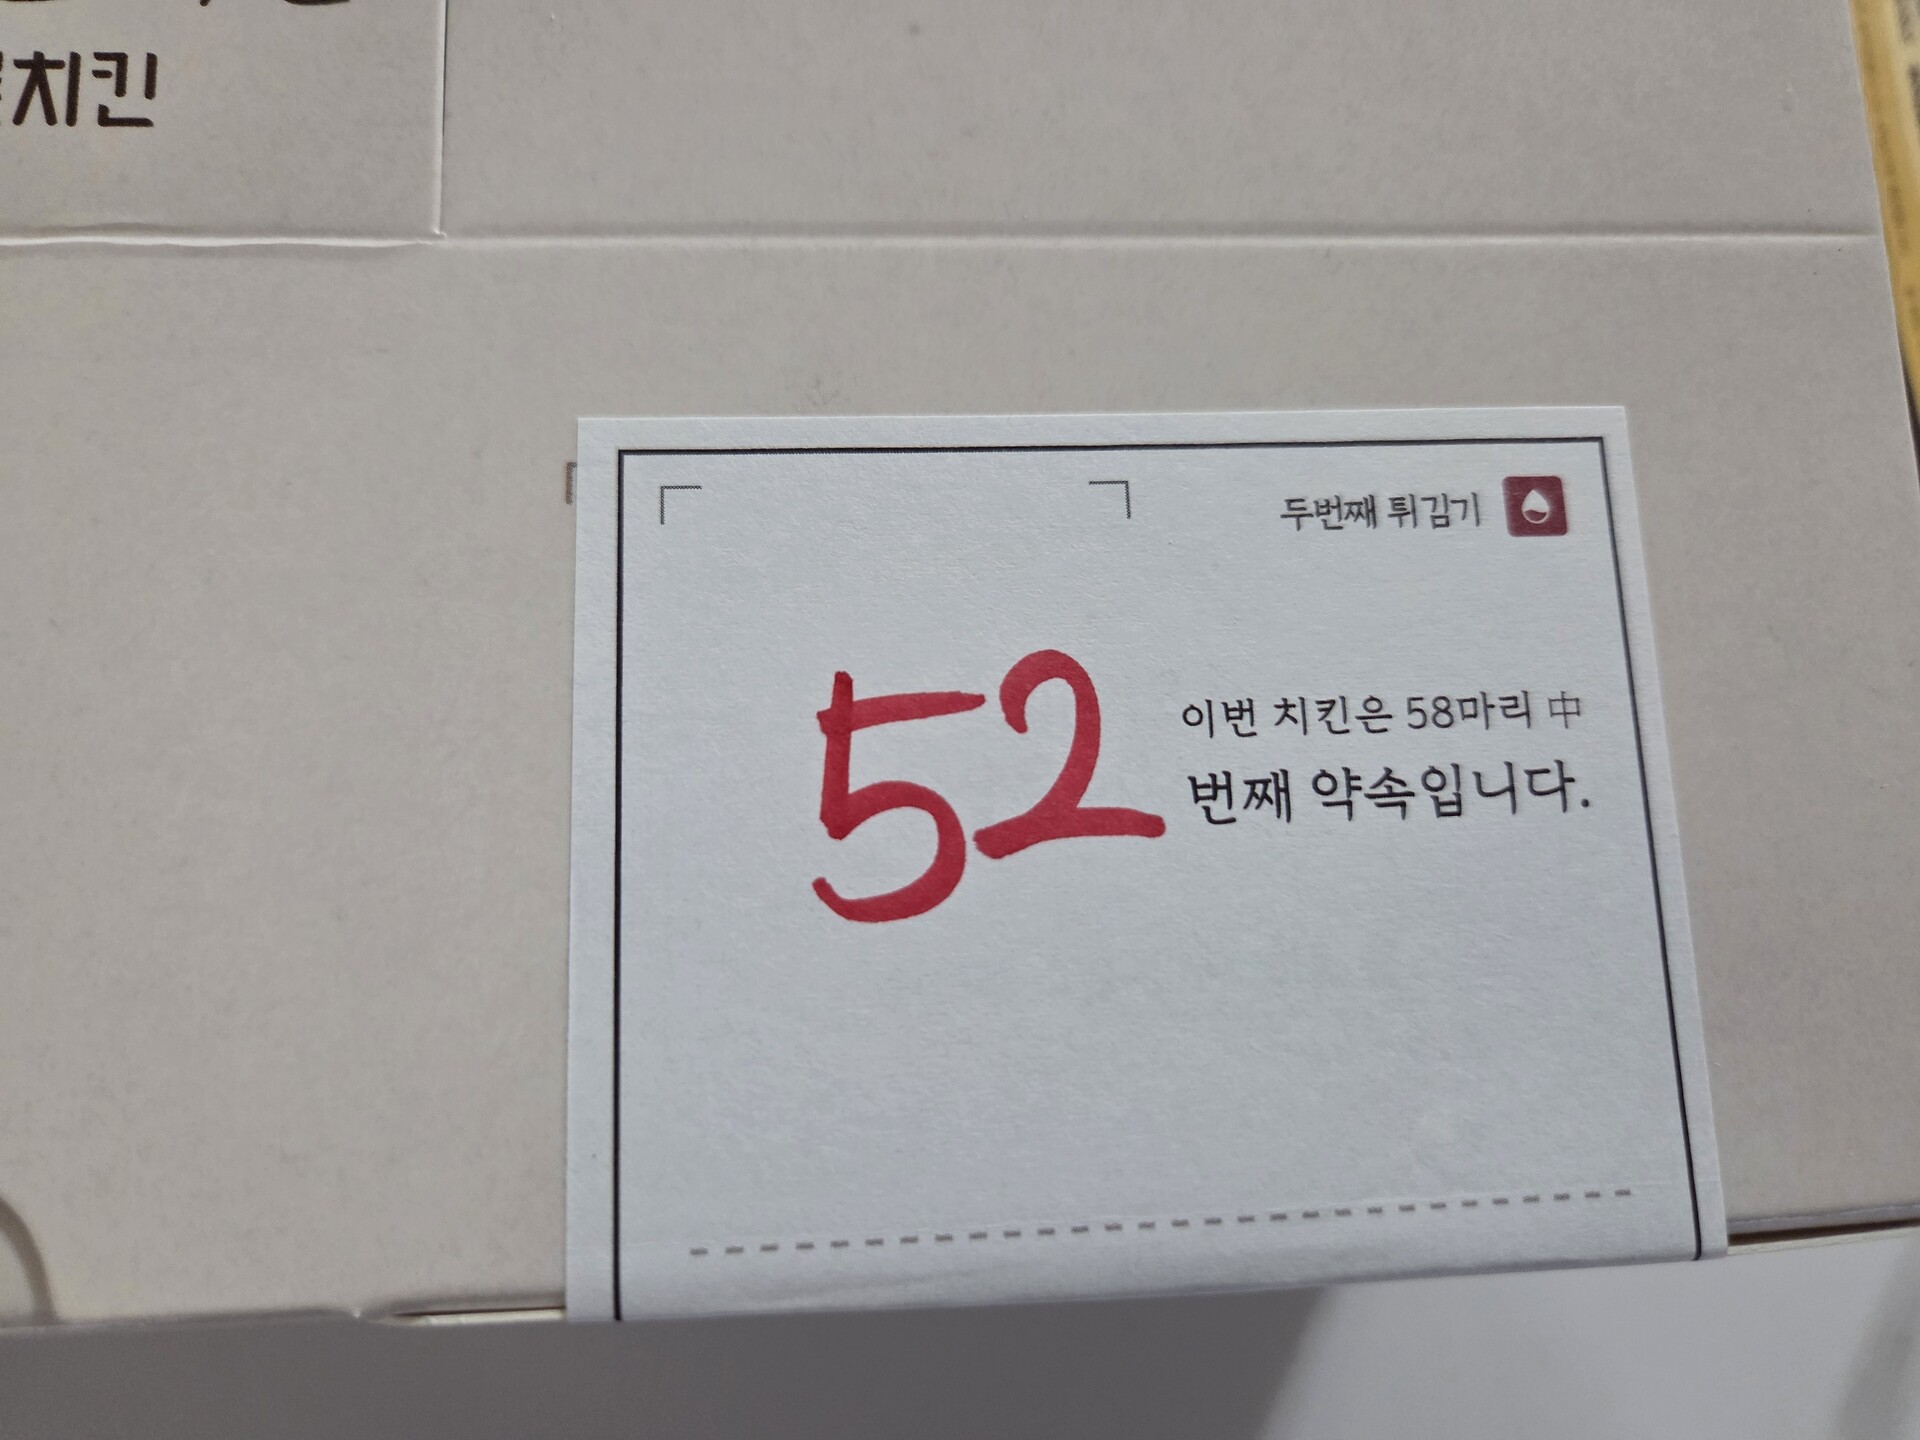 치킨
두번째 튀김기
52
이번 치킨은 58마리 中
번째 약속입니다.